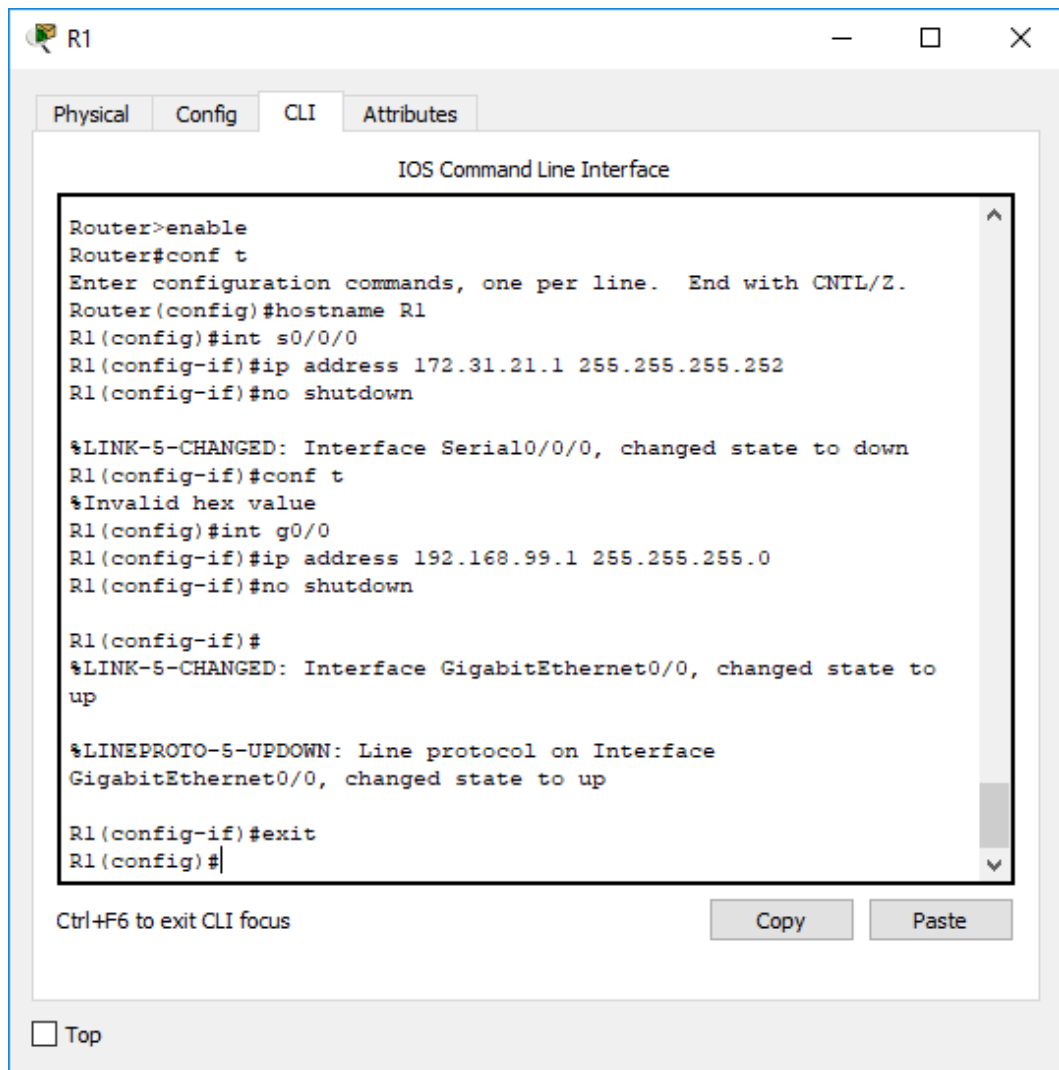 R1
Physical Config CLI Attributes
IOS Command Line Interface
Router>enable
Router#conf t
Enter configuration commands, one per line.  End with CNTL/Z.
Router(config)#hostname R1
R1(config)#int s0/0/0
R1(config-if)#ip address 172.31.21.1 255.255.255.252
R1(config-if)#no shutdown
%LINK-5-CHANGED: Interface Serial0/0/0, changed state to down
R1(config-if)#conf t
%Invalid hex value
R1(config)#int g0/0
R1(config-if)#ip address 192.168.99.1 255.255.255.0
R1(config-if)#no shutdown
R1(config-if)#
%LINK-5-CHANGED: Interface GigabitEthernet0/0, changed state to
up
%LINEPROTO-5-UPDOWN: Line protocol on Interface
GigabitEthernet0/0, changed state to up
R1(config-if)#exit
R1(config)#
Ctrl+F6 to exit CLI focus Copy Paste
Top